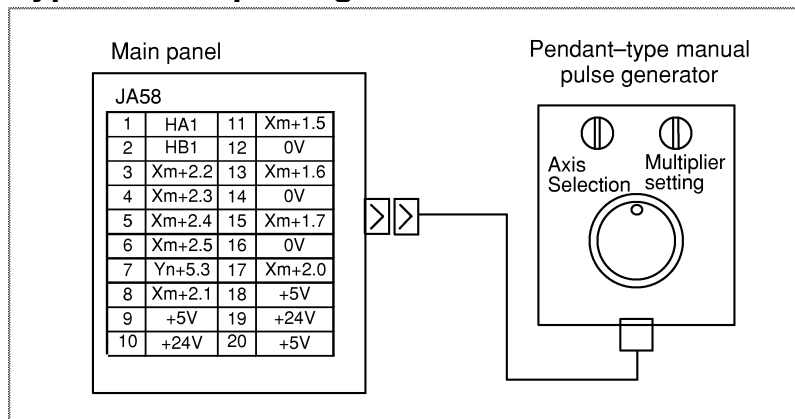 Main panel
Pendant–type manual
pulse generator
JA58
1 HA1 11 Xm+1.5
2 HB1 12 0V
3 Xm+2.2 13 Xm+1.6
4 Xm+2.3 14 0V
5 Xm+2.4 15 Xm+1.7
6 Xm+2.5 16 0V
7 Yn+5.3 17 Xm+2.0
8 Xm+2.1 18 +5V
9 +5V 19 +24V
10 +24V 20 +5V
Axis
Selection
Multiplier
setting